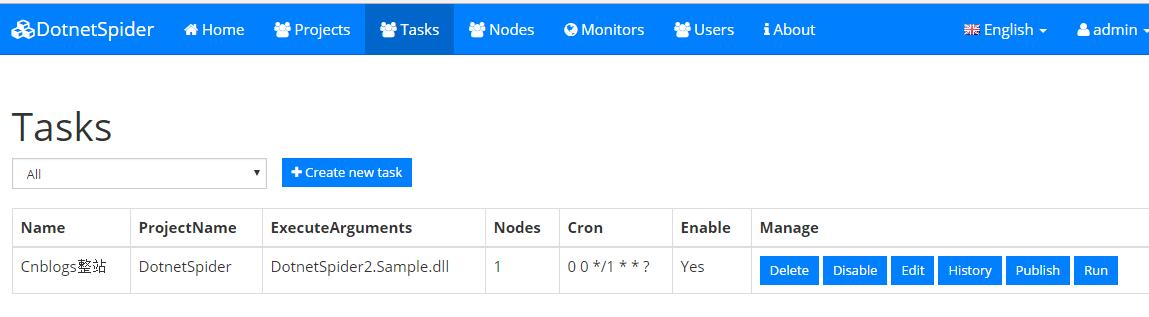 DotnetSpider Home Projects Tasks Nodes Monitors Users About English admin
Tasks
All Create new task
Name ProjectName ExecuteArguments Nodes Cron Enable Manage
Cnblogs整站 DotnetSpider DotnetSpider2.Sample.dll 1 0 0 */1 * * ? Yes Delete Disable Edit History Publish Run